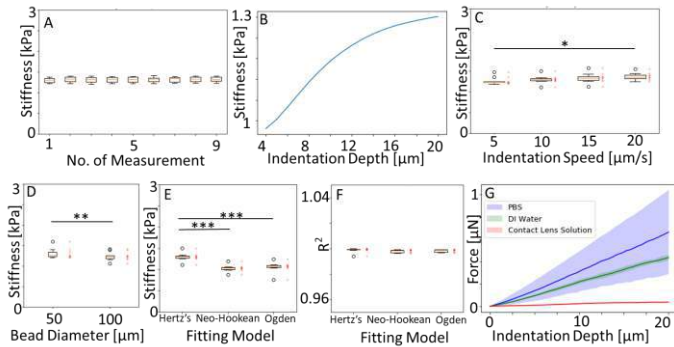 A
Stiffness [kPa]
3
0
1
5
9
No. of Measurement
B
Stiffness [kPa]
1.3
1
4
8
12
16
20
Indentation Depth [μm]
C
Stiffness [kPa]
3
0
*
5
10
15
20
Indentation Speed [μm/s]
D
Stiffness [kPa]
3
0
**
50
100
Bead Diameter [μm]
E
Stiffness [kPa]
3
0
***
***
Hertz's
Neo-Hookean
Ogden
Fitting Model
F
R²
1.04
0.96
Hertz's
Neo-Hookean
Ogden
Fitting Model
G
Force [μN]
1
0
PBS
DI Water
Contact Lens Solution
0
10
20
Indentation Depth [μm]